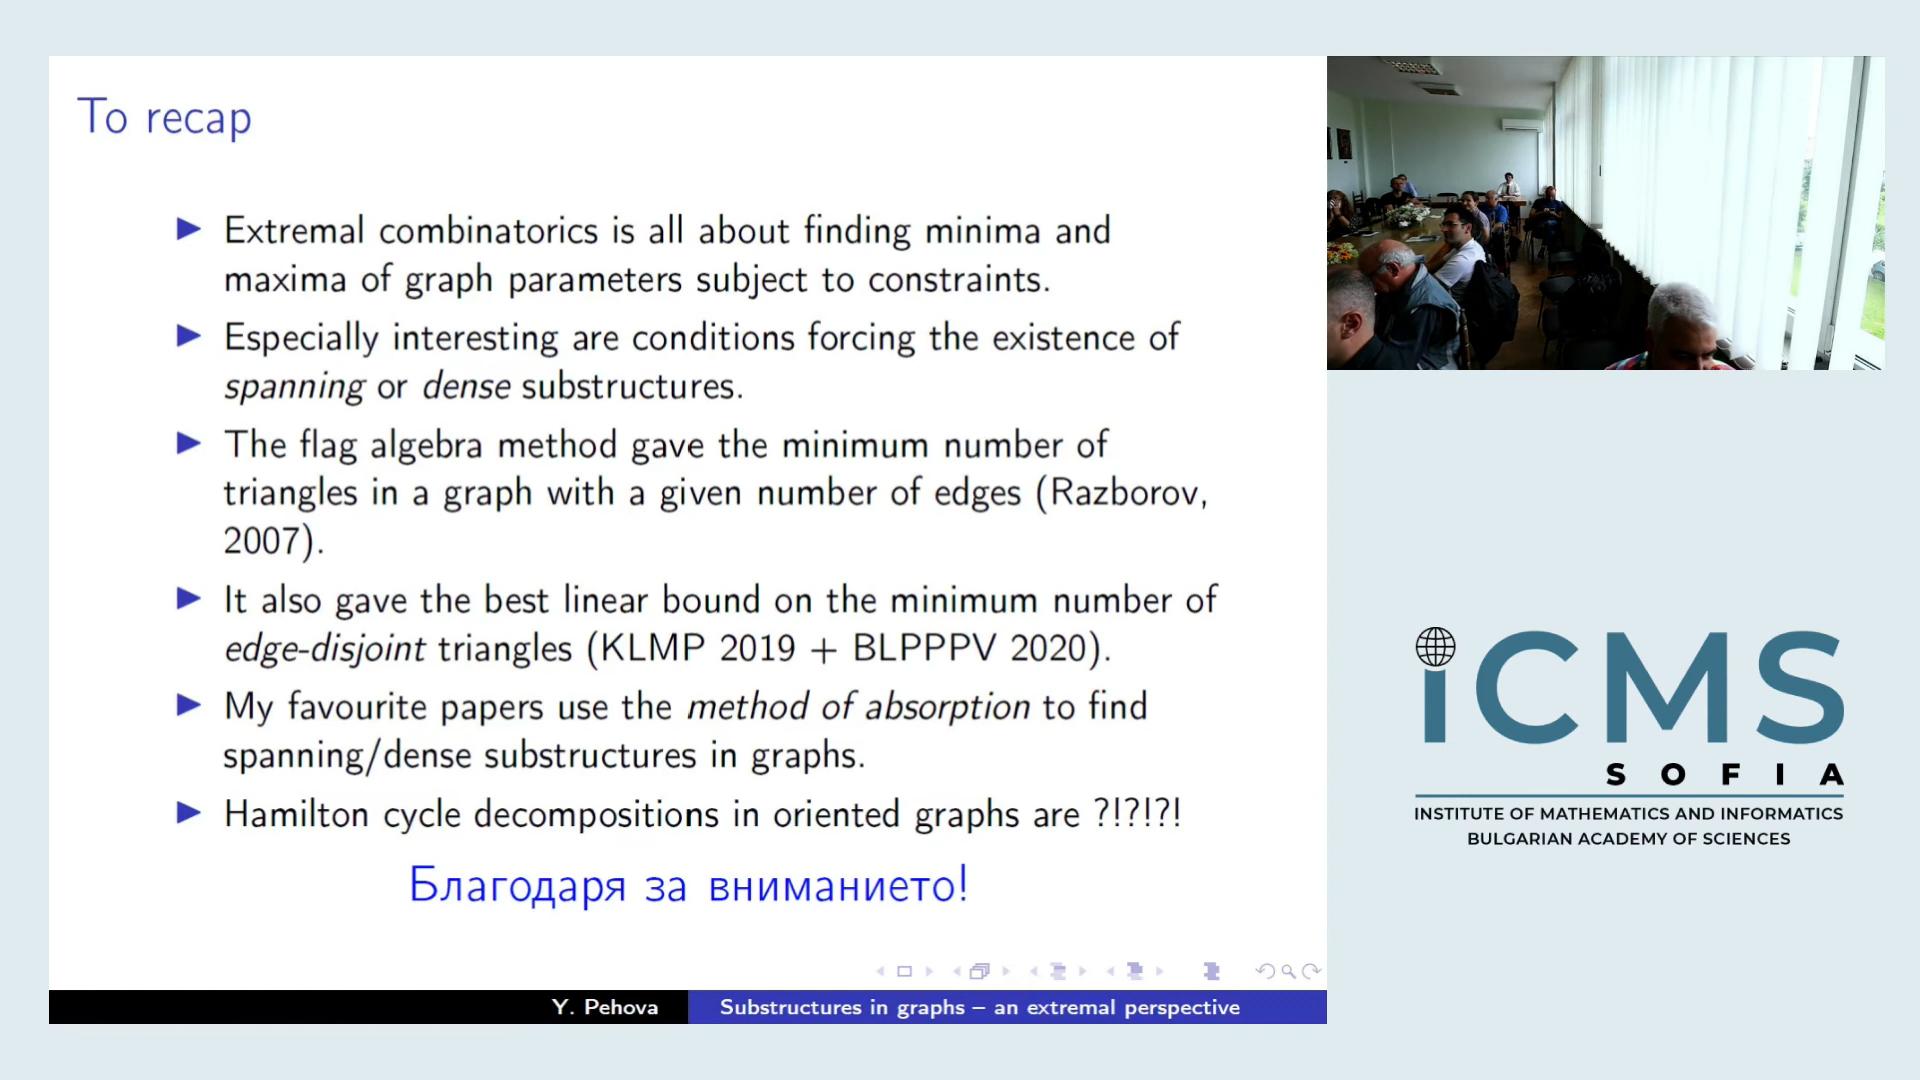 To recap
Extremal combinatorics is all about finding minima and
maxima of graph parameters subject to constraints.
Especially interesting are conditions forcing the existence of
spanning or dense substructures.
The flag algebra method gave the minimum number of
triangles in a graph with a given number of edges (Razborov,
2007).
It also gave the best linear bound on the minimum number of
edge-disjoint triangles (KLMP 2019 + BLPPPV 2020).
My favourite papers use the method of absorption to find
spanning/dense substructures in graphs.
Hamilton cycle decompositions in oriented graphs are ?!?!?!
Благодаря за вниманието!
Y. Pehova
Substructures in graphs – an extremal perspective
iCMS
SOFIA
INSTITUTE OF MATHEMATICS AND INFORMATICS
BULGARIAN ACADEMY OF SCIENCES